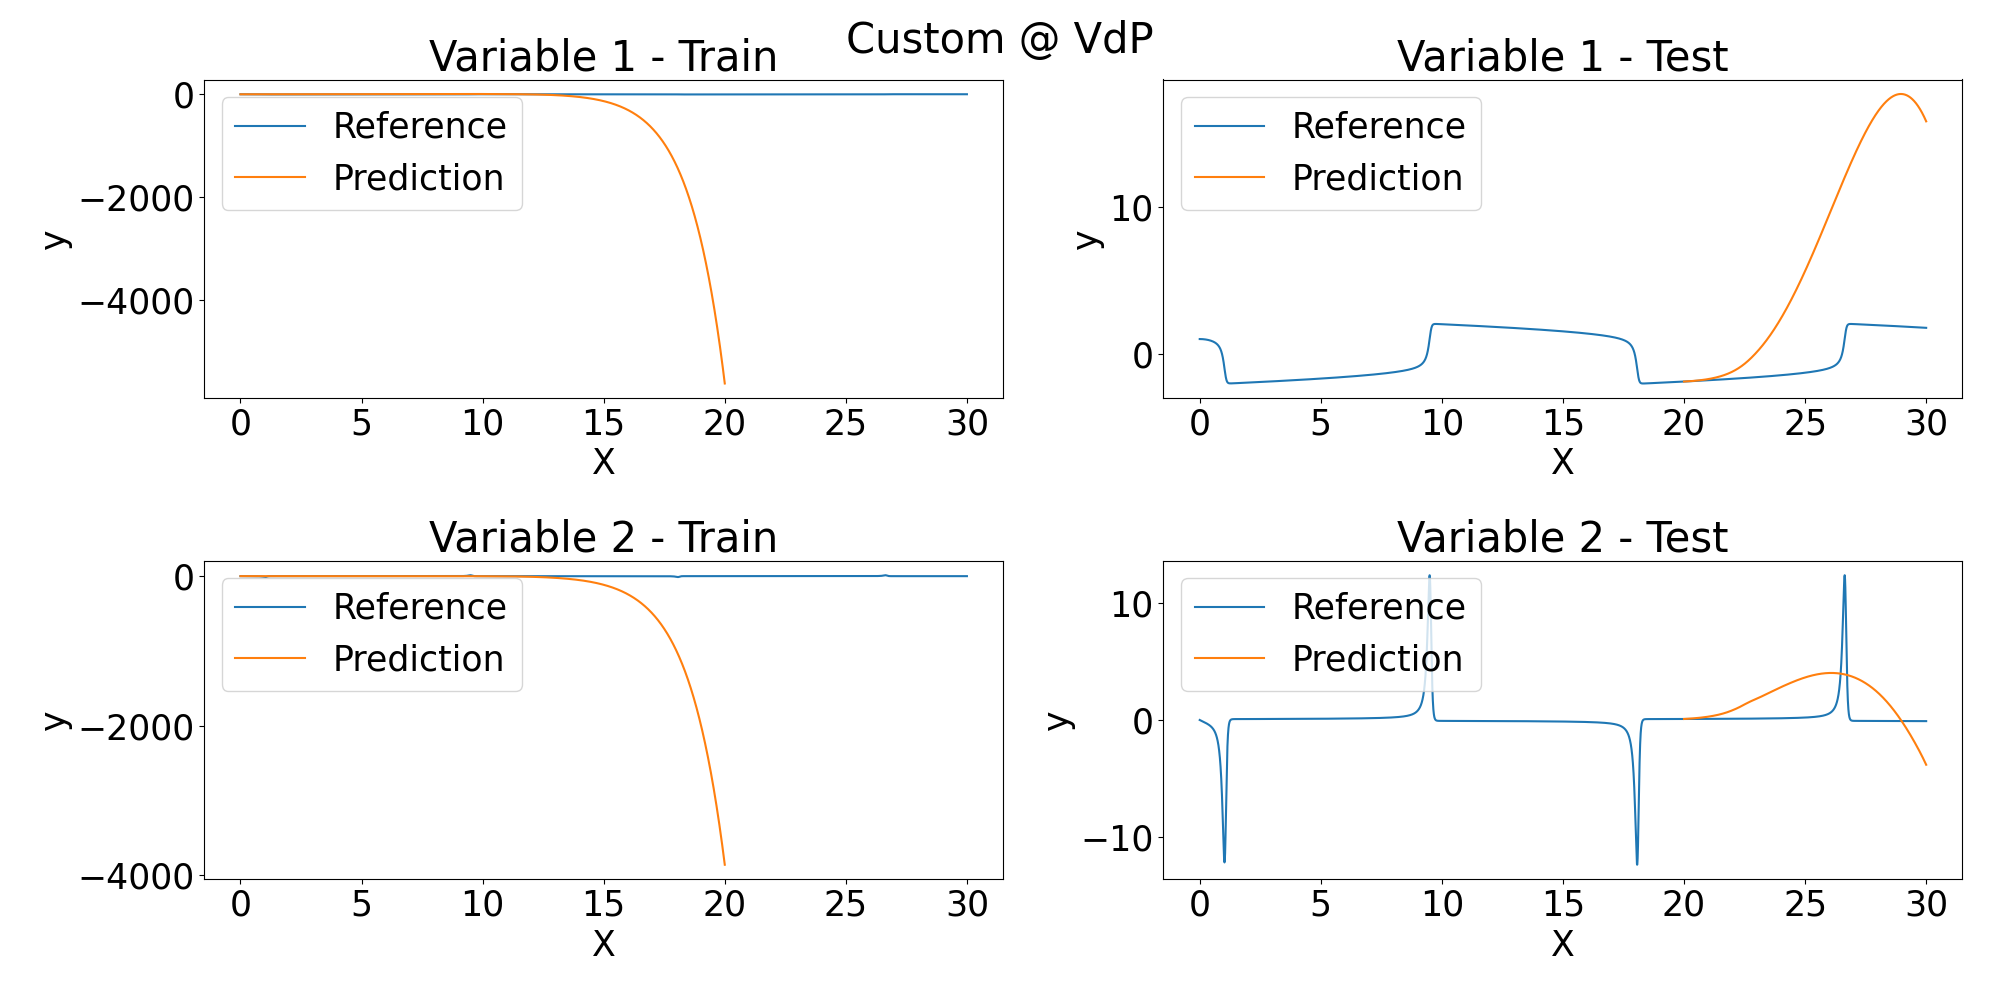 Custom @ VdP
Variable 1 - Train
0
−2000
−4000
y
Reference
Prediction
0 5 10 15 20 25 30
X
Variable 1 - Test
10
0
y
Reference
Prediction
0 5 10 15 20 25 30
X
Variable 2 - Train
0
−2000
−4000
y
Reference
Prediction
0 5 10 15 20 25 30
X
Variable 2 - Test
10
0
−10
y
Reference
Prediction
0 5 10 15 20 25 30
X